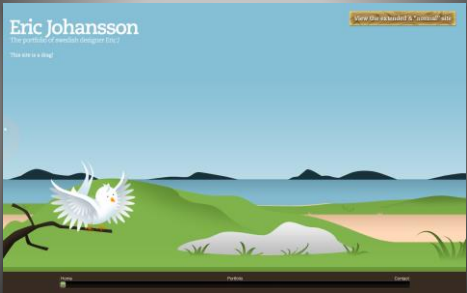 Eric Johansson
The portfolio of swedish designer Eric J
This site is a drag!
View the extended & "normal" site
Home
Portfolio
Contact